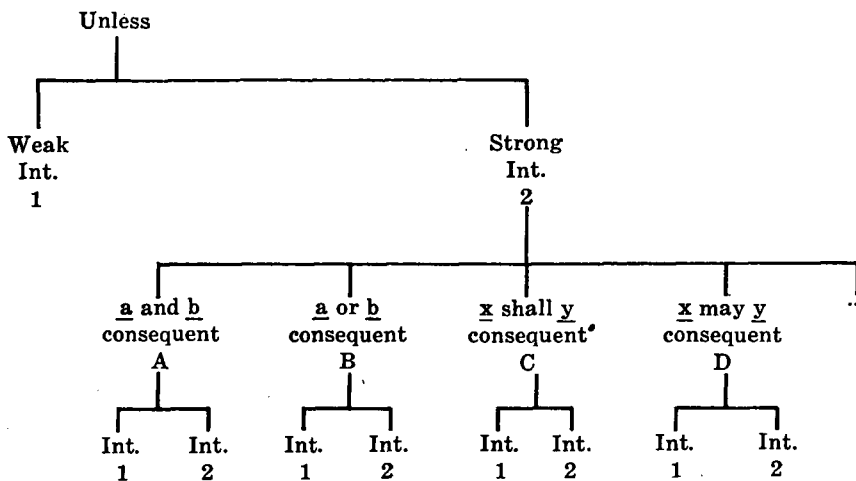 Unless
Weak
Int.
1
Strong
Int.
2
a and b
consequent
A
a or b
consequent
B
x shall y
consequent
C
x may y
consequent
D
..
Int.
1
Int.
2
Int.
1
Int.
2
Int.
1
Int.
2
Int.
1
Int.
2